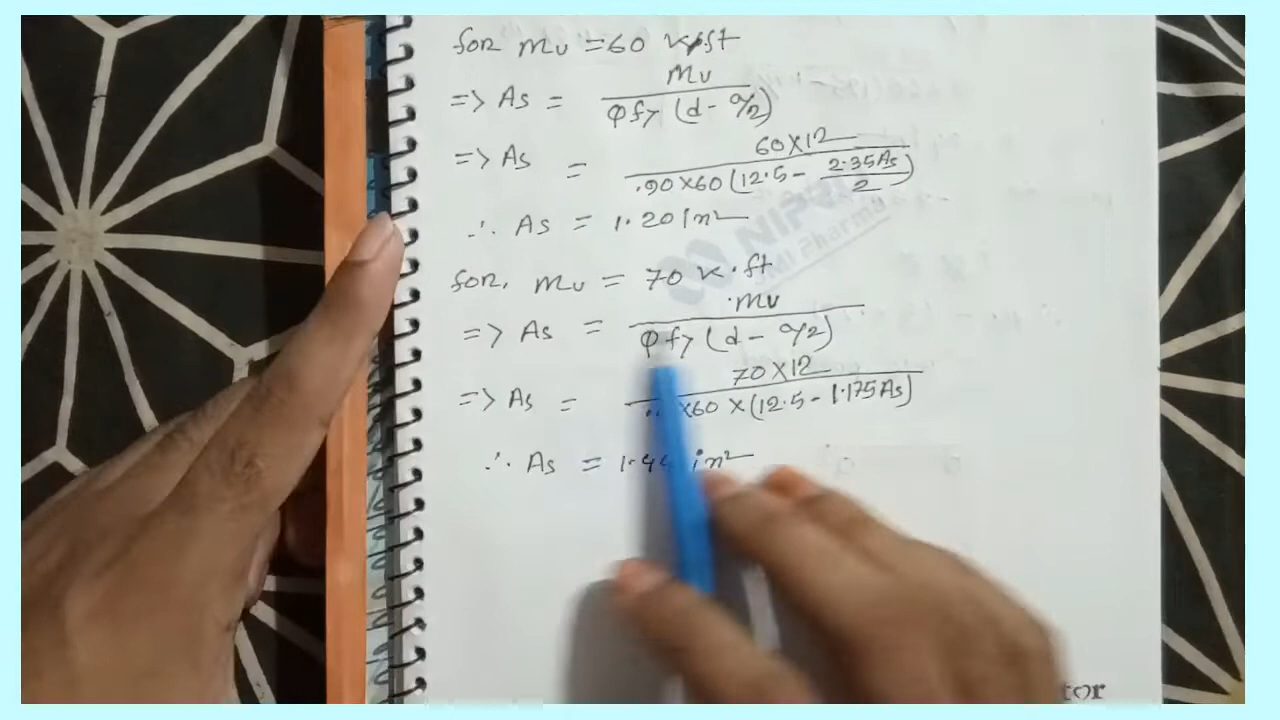 for Mu = 60 k.ft
=> As = Mu / φfy (d - a/2)
=> As = 60×12 / .90×60 (12.5 - 2.35As/2)
∴ As = 1.20 in²
for, Mu = 70 k.ft
=> As = Mu / φfy (d - a/2)
=> As = 70×12 / ×60 × (12.5 - 1.175As)
∴ As = in²
tor